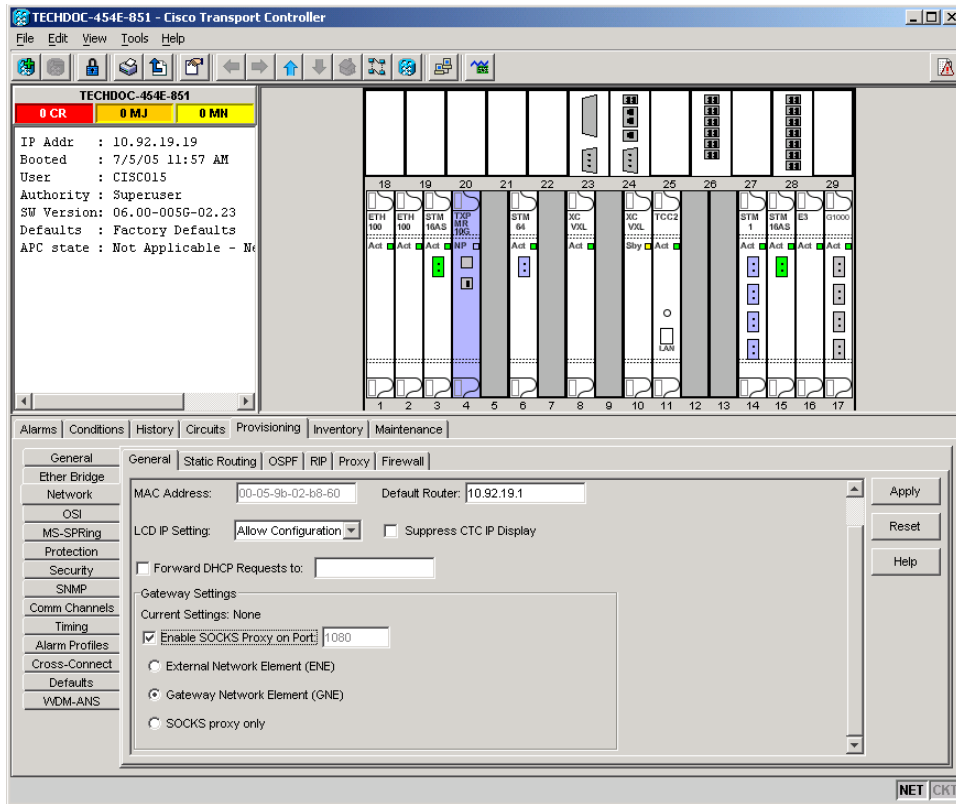 TECHDOC-454E-851 - Cisco Transport Controller
File Edit View Tools Help
TECHDOC-454E-851
0 CR 0 MJ 0 MN
IP Addr : 10.92.19.19
Booted : 7/5/05 11:57 AM
User : CISCO15
Authority : Superuser
SW Version: 06.00-005G-02.23
Defaults : Factory Defaults
APC state : Not Applicable - No
18 19 20 21 22 23 24 25 26 27 28 29
ETH 100
ETH 100
STM 16AS
TXP MR 10G
STM 64
XC VXL
XC VXL
TCC2
STM 1
STM 16AS
E3
G1000
Act Act Act NP Act Act Sby Act Act Act Act Act
LAN
1 2 3 4 5 6 7 8 9 10 11 12 13 14 15 16 17
Alarms Conditions History Circuits Provisioning Inventory Maintenance
General
Ether Bridge
Network
OSI
MS-SPRing
Protection
Security
SNMP
Comm Channels
Timing
Alarm Profiles
Cross-Connect
Defaults
WDM-ANS
General Static Routing OSPF RIP Proxy Firewall
MAC Address: 00-05-9b-02-b8-60 Default Router: 10.92.19.1
LCD IP Setting: Allow Configuration Suppress CTC IP Display
Forward DHCP Requests to:
Gateway Settings
Current Settings: None
Enable SOCKS Proxy on Port: 1080
External Network Element (ENE)
Gateway Network Element (GNE)
SOCKS proxy only
Apply
Reset
Help
NET CKT